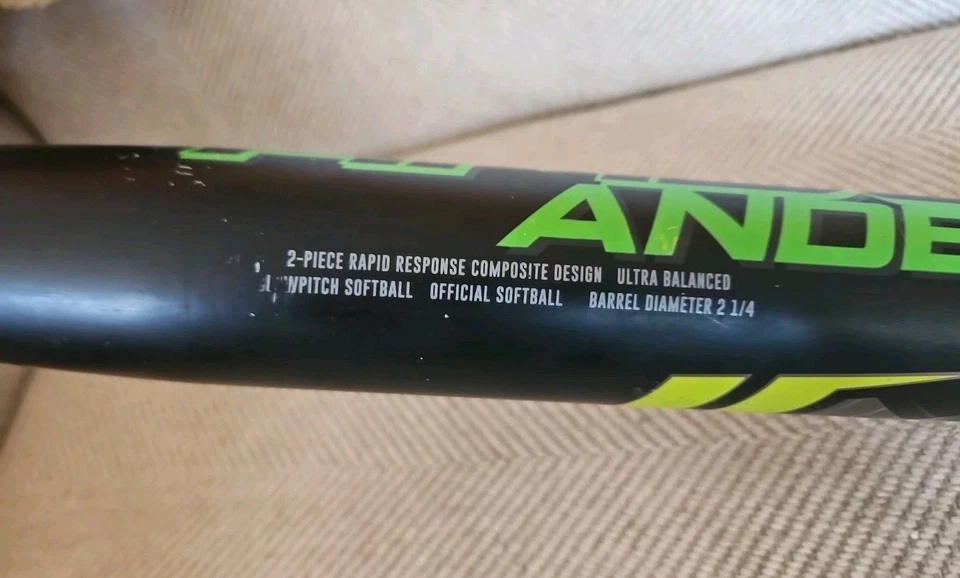 ANDE
2-PIECE RAPID RESPONSE COMPOSITE DESIGN ULTRA BALANCED
SOFTBALL OFFICIAL SOFTBALL BARREL DIAMETER 2 1/4